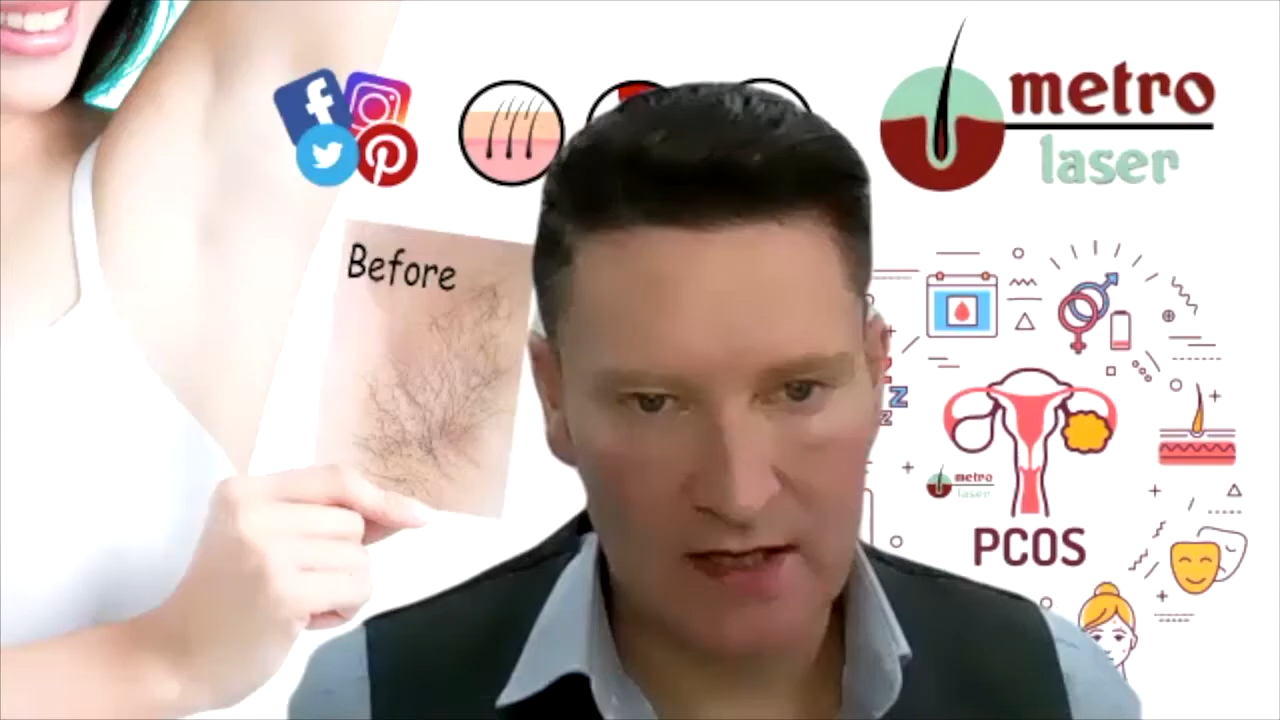 metro
laser
Before
z
z
metro
laser
PCOS